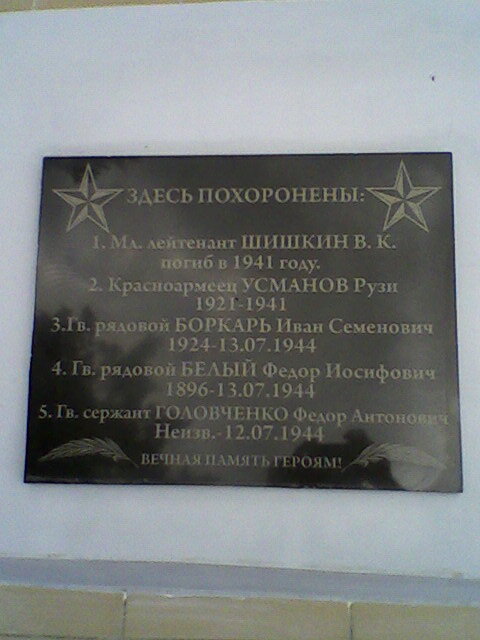 ЗДЕСЬ ПОХОРОНЕНЫ:
1. Мл. лейтенант ШИШКИН В. К.
погиб в 1941 году.
2. Красноармеец УСМАНОВ Рузи
1921-1941
3.Гв. рядовой БОРКАРЬ Иван Семенович
1924-13.07.1944
4. Гв. рядовой БЕЛЫЙ Федор Иосифович
1896-13.07.1944
5. Гв. сержант ГОЛОВЧЕНКО Федор Антонович
Неизв.-12.07.1944
ВЕЧНАЯ ПАМЯТЬ ГЕРОЯМ!